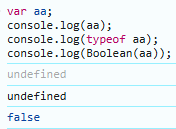 var aa;
console.log(aa);
console.log(typeof aa);
console.log(Boolean(aa));
undefined
undefined
false